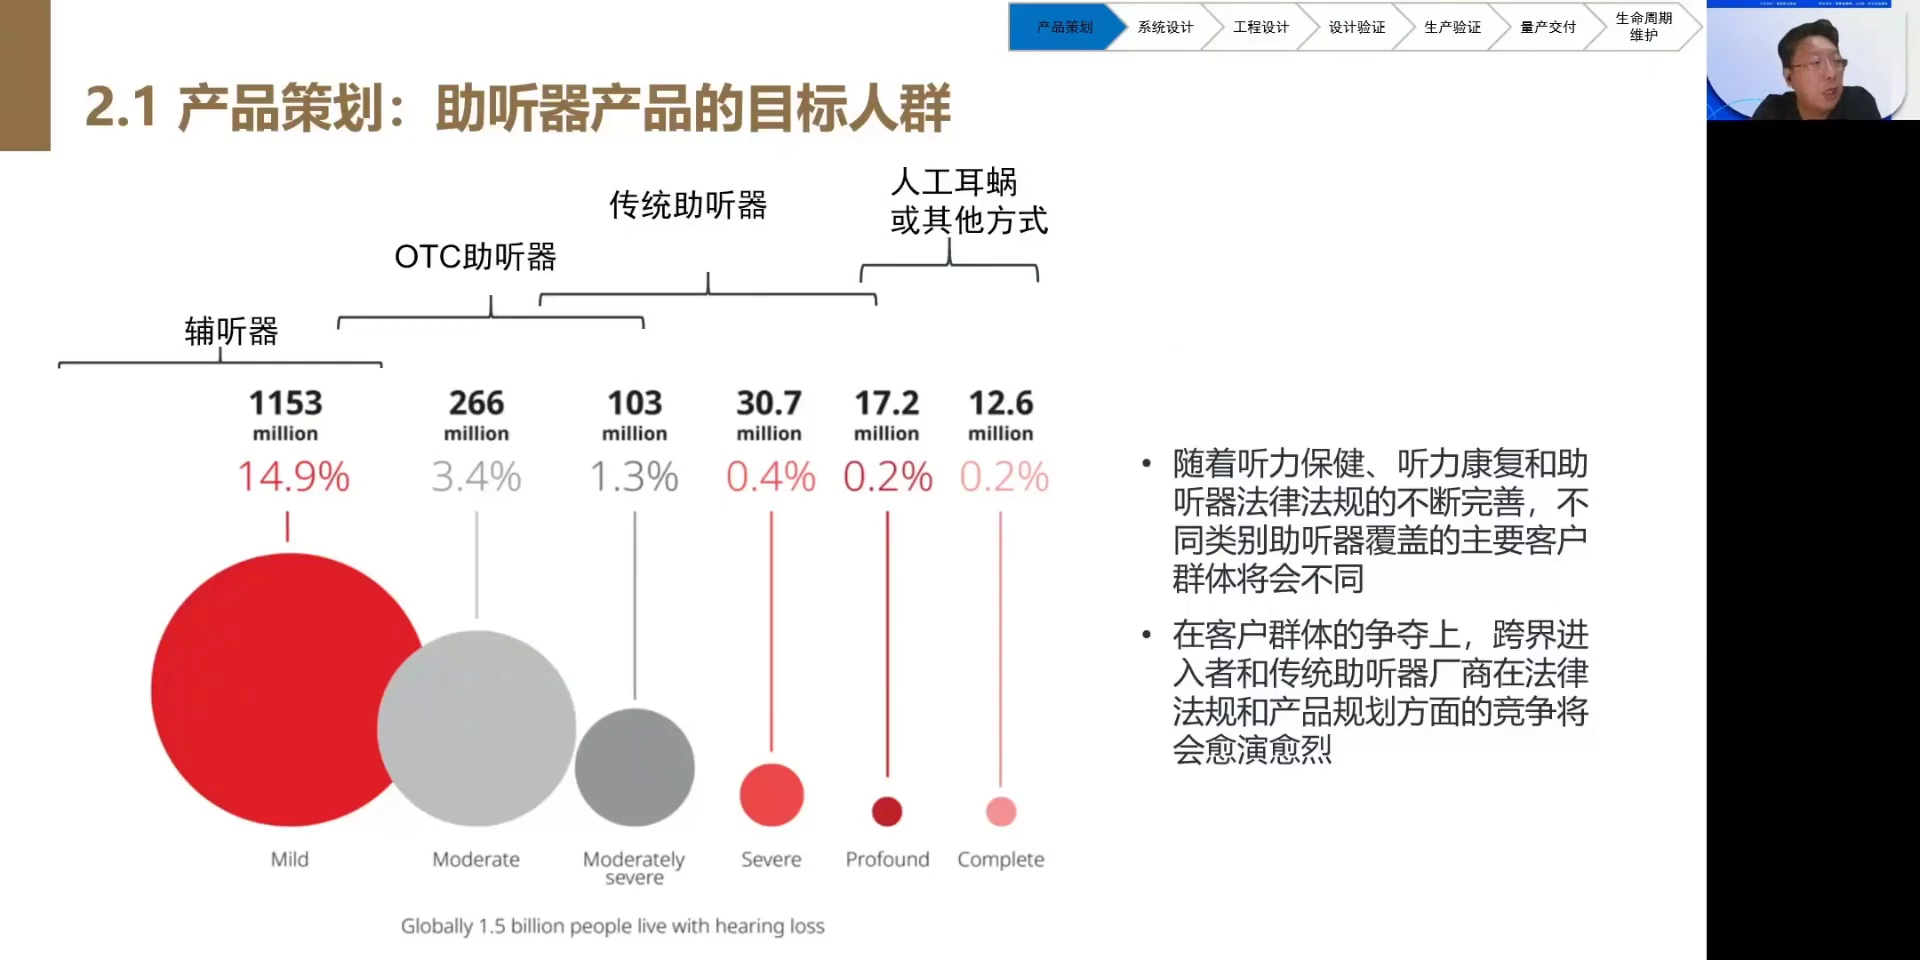 产品策划
系统设计
工程设计
设计验证
生产验证
量产交付
生命周期
维护
2.1 产品策划：助听器产品的目标人群
人工耳蜗
或其他方式
传统助听器
OTC助听器
辅听器
1153
million
14.9%
266
million
3.4%
103
million
1.3%
30.7
million
0.4%
17.2
million
0.2%
12.6
million
0.2%
Mild
Moderate
Moderately
severe
Severe
Profound
Complete
Globally 1.5 billion people live with hearing loss
• 随着听力保健、听力康复和助
听器法律法规的不断完善，不
同类别助听器覆盖的主要客户
群体将会不同
• 在客户群体的争夺上，跨界进
入者和传统助听器厂商在法律
法规和产品规划方面的竞争将
会愈演愈烈